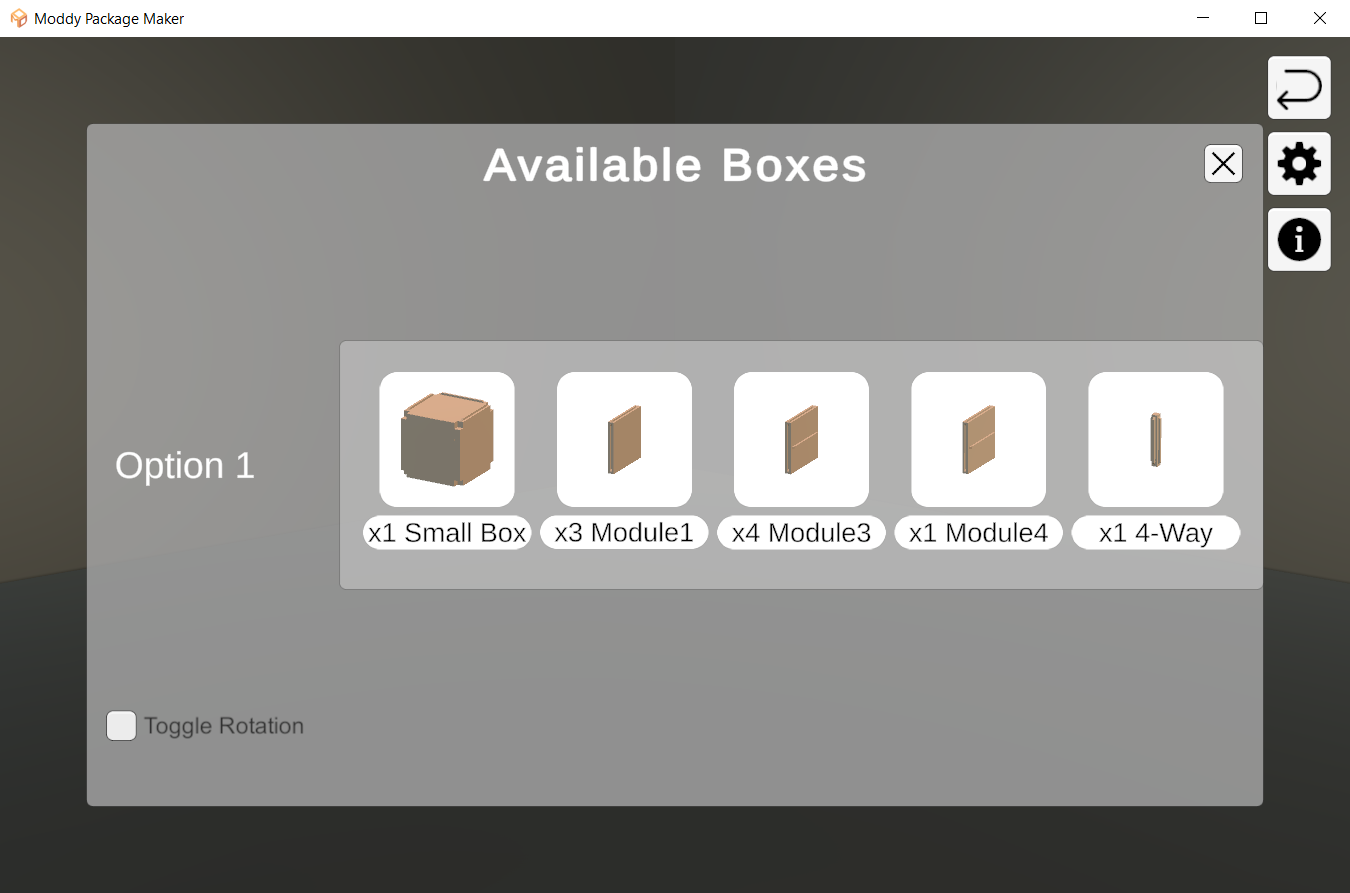 Moddy Package Maker
Available Boxes
Option 1
x1 Small Box
x3 Module1
x4 Module3
x1 Module4
x1 4-Way
Toggle Rotation